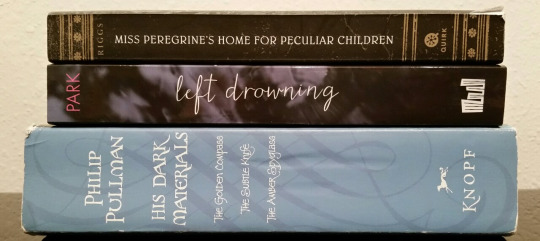 RIGGS
MISS PEREGRINE'S HOME FOR PECULIAR CHILDREN
QUIRK
PARK
left drowning
PHILIP
PULLMAN
HIS DARK
MATERIALS
The Golden Compass
The Subtle Knife
The Amber Spyglass
KNOPF